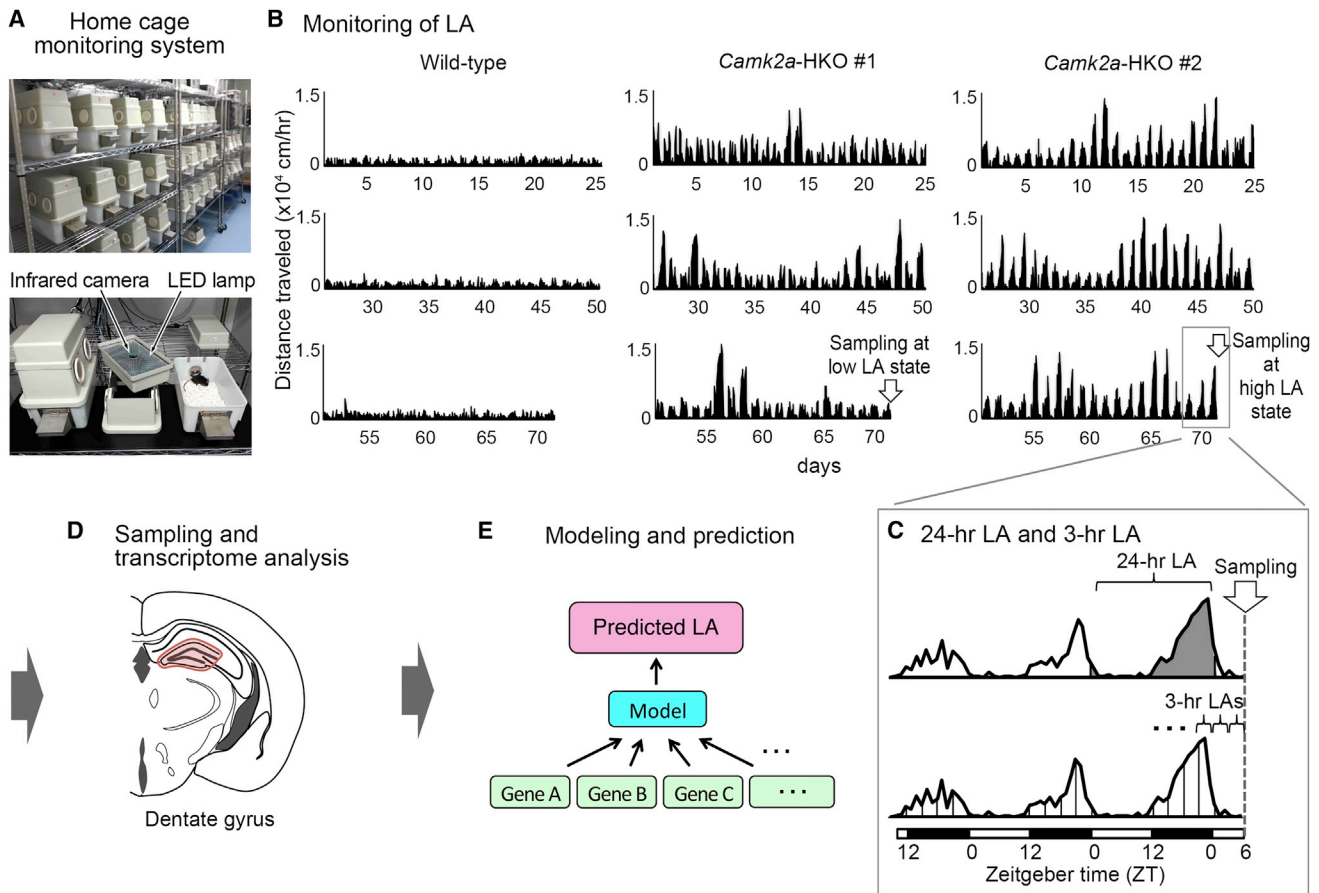 A
Home cage
monitoring system
Infrared camera
LED lamp
B
Monitoring of LA
Wild-type
Camk2a-HKO #1
Camk2a-HKO #2
Distance traveled (x10⁴ cm/hr)
1.5
0
5 10 15 20 25
1.5
0
5 10 15 20 25
1.5
0
5 10 15 20 25
1.5
0
30 35 40 45 50
1.5
0
30 35 40 45 50
1.5
0
30 35 40 45 50
1.5
0
55 60 65 70
1.5
0
55 60 65 70
Sampling at
low LA state
1.5
0
55 60 65 70
Sampling
at
high LA
state
days
D
Sampling and
transcriptome analysis
Dentate gyrus
E
Modeling and prediction
Predicted LA
Model
Gene A
Gene B
Gene C
...
...
C
24-hr LA and 3-hr LA
24-hr LA
Sampling
3-hr LAs
...
12 0 12 0 12 0 6
Zeitgeber time (ZT)